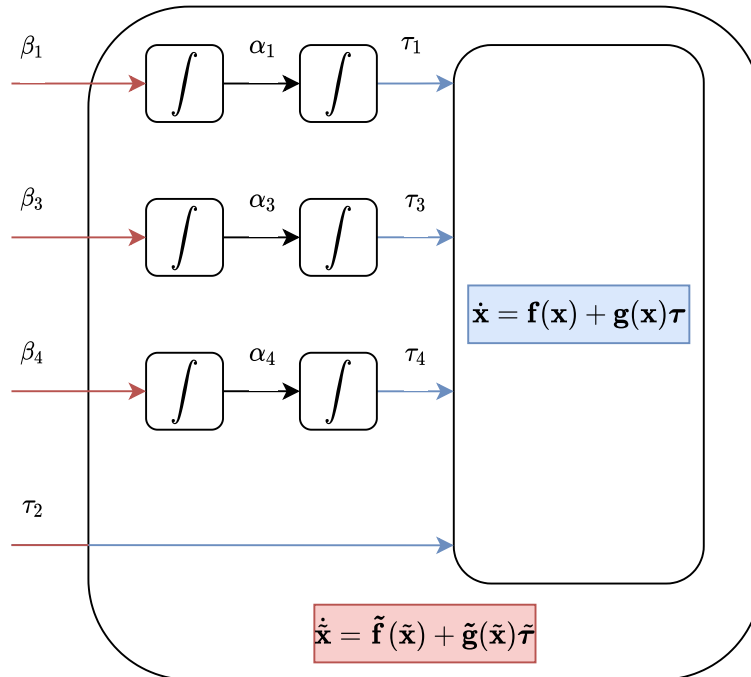 β₁ ∫ α₁ ∫ τ₁
β₃ ∫ α₃ ∫ τ₃
ẋ = f(x) + g(x)τ
β₄ ∫ α₄ ∫ τ₄
τ₂
x̃̇ = f̃(x̃) + g̃(x̃)τ̃